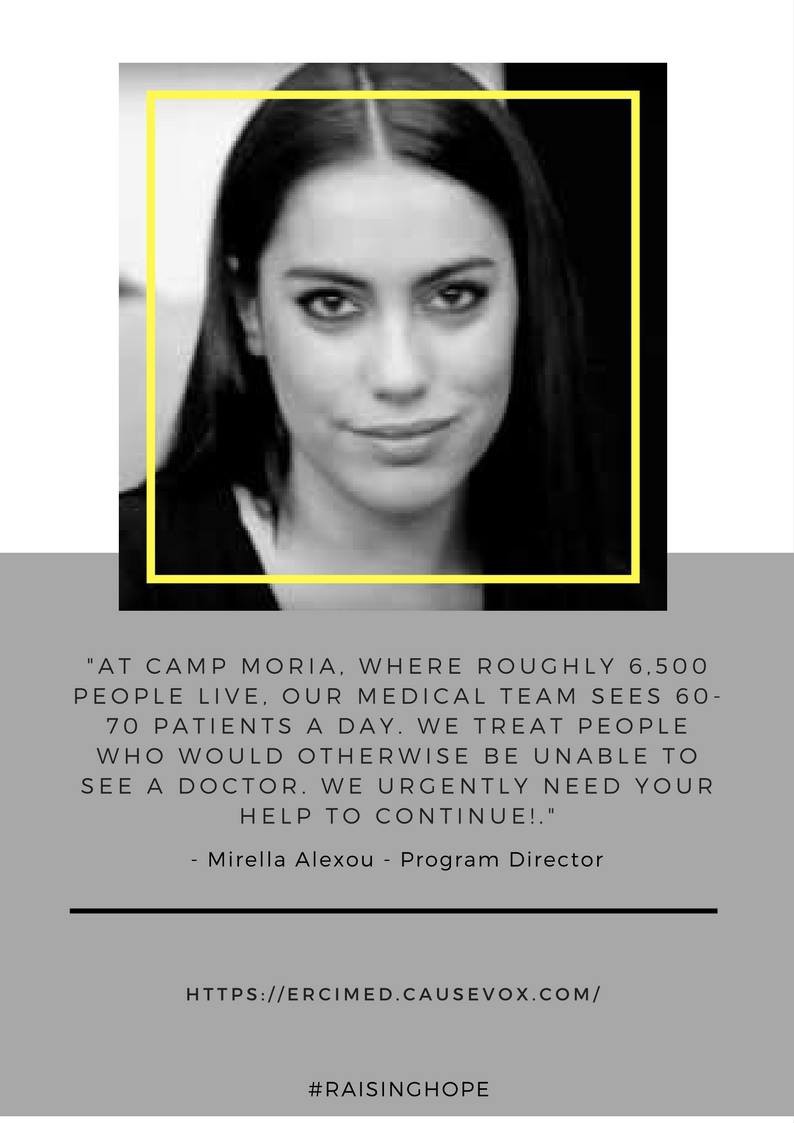 "AT CAMP MORIA, WHERE ROUGHLY 6,500
PEOPLE LIVE, OUR MEDICAL TEAM SEES 60-
70 PATIENTS A DAY. WE TREAT PEOPLE
WHO WOULD OTHERWISE BE UNABLE TO
SEE A DOCTOR. WE URGENTLY NEED YOUR
HELP TO CONTINUE!."
- Mirella Alexou - Program Director
HTTPS://ERCIMED.CAUSEVOX.COM/
#RAISINGHOPE